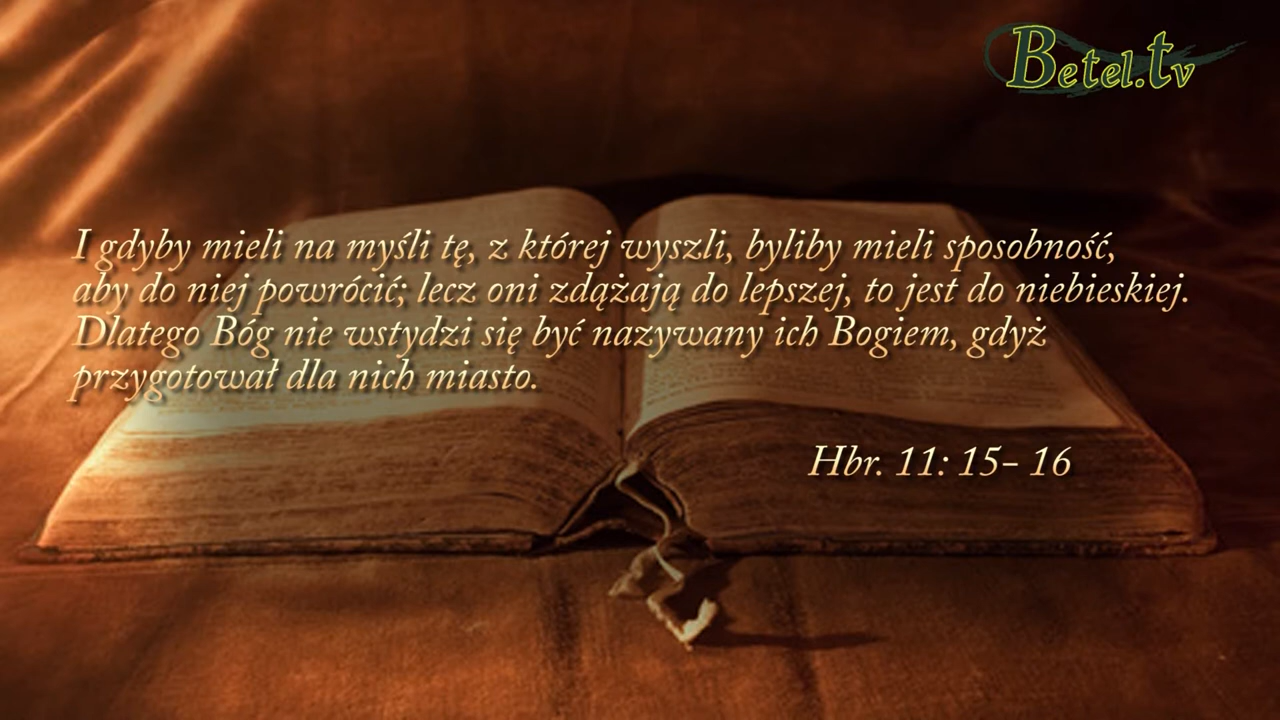 Betel.tv
I gdyby mieli na myśli tę, z której wyszli, byliby mieli sposobność,
aby do niej powrócić; lecz oni zdążają do lepszej, to jest do niebieskiej.
Dlatego Bóg nie wstydzi się być nazywany ich Bogiem, gdyż
przygotował dla nich miasto.
Hbr. 11: 15- 16